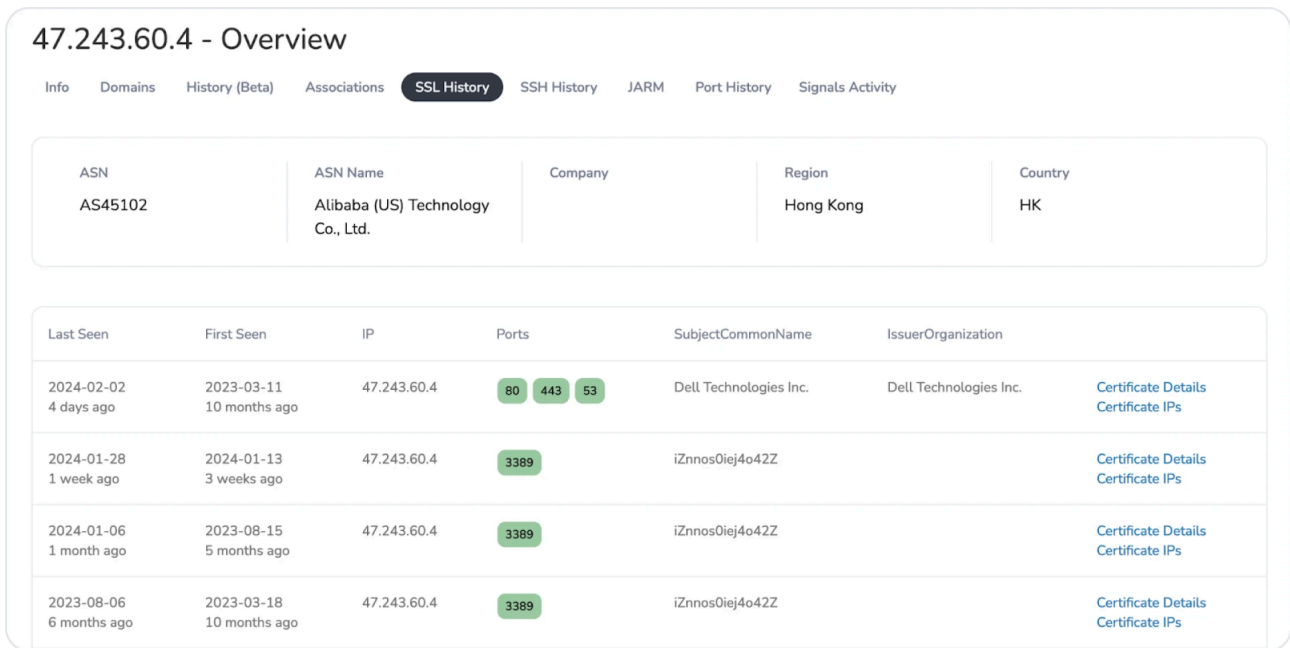 47.243.60.4 - Overview
Info Domains History (Beta) Associations SSL History SSH History JARM Port History Signals Activity
ASN ASN Name Company Region Country
AS45102 Alibaba (US) Technology Hong Kong HK
Co., Ltd.
Last Seen First Seen IP Ports SubjectCommonName IssuerOrganization
2024-02-02 2023-03-11 47.243.60.4 80 443 53 Dell Technologies Inc. Dell Technologies Inc. Certificate Details
4 days ago 10 months ago Certificate IPs
2024-01-28 2024-01-13 47.243.60.4 3389 iZnnos0iej4o42Z Certificate Details
1 week ago 3 weeks ago Certificate IPs
2024-01-06 2023-08-15 47.243.60.4 3389 iZnnos0iej4o42Z Certificate Details
1 month ago 5 months ago Certificate IPs
2023-08-06 2023-03-18 47.243.60.4 3389 iZnnos0iej4o42Z Certificate Details
6 months ago 10 months ago Certificate IPs